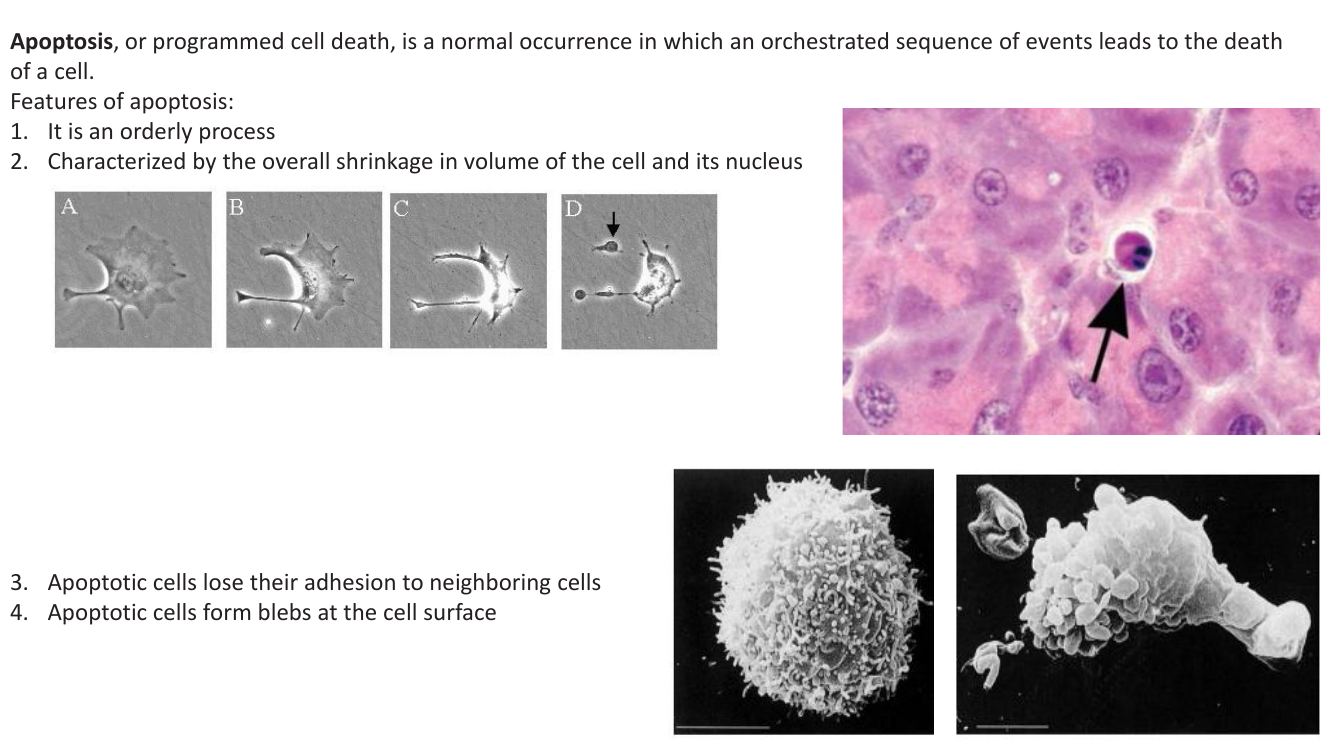 Apoptosis, or programmed cell death, is a normal occurrence in which an orchestrated sequence of events leads to the death
of a cell.
Features of apoptosis:
1. It is an orderly process
2. Characterized by the overall shrinkage in volume of the cell and its nucleus
A
B
C
D
3. Apoptotic cells lose their adhesion to neighboring cells
4. Apoptotic cells form blebs at the cell surface